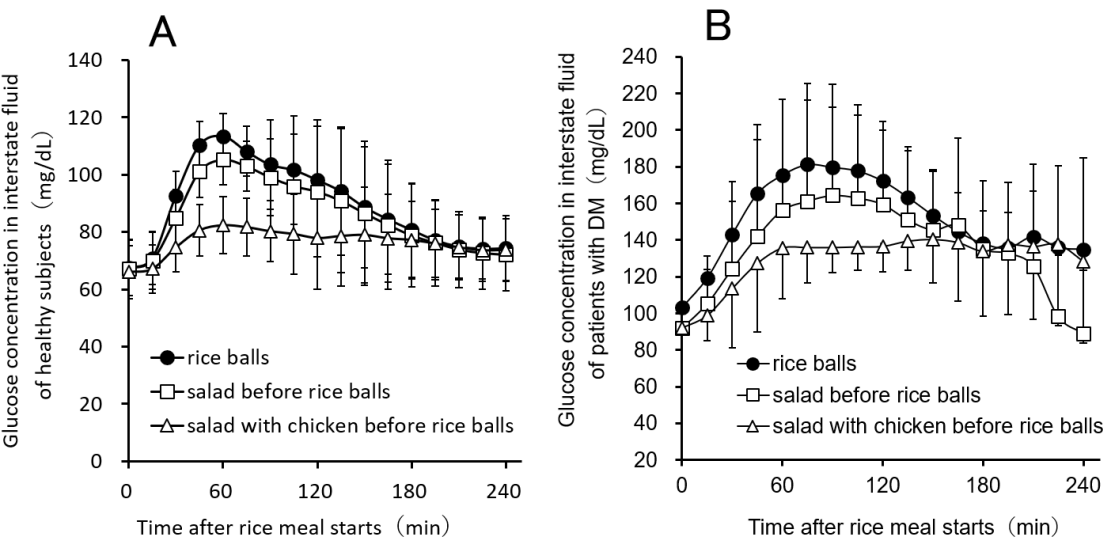 A
Glucose concentration in interstate fluid
of healthy subjects（mg/dL）
140
120
100
80
60
40
20
0
rice balls
salad before rice balls
salad with chicken before rice balls
0
60
120
180
240
Time after rice meal starts（min）
B
Glucose concentration in interstate fluid
of patients with DM（mg/dL）
240
220
200
180
160
140
120
100
80
60
40
20
rice balls
salad before rice balls
salad with chicken before rice balls
0
60
120
180
240
Time after rice meal starts（min）